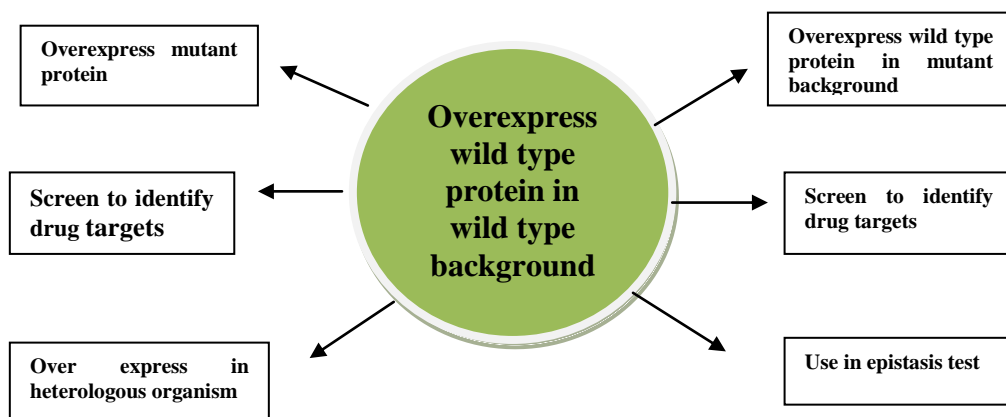 Overexpress mutant
protein
Overexpress wild type
protein in mutant
background
Overexpress
wild type
protein in
wild type
background
Screen to identify
drug targets
Screen to identify
drug targets
Over express in
heterologous organism
Use in epistasis test